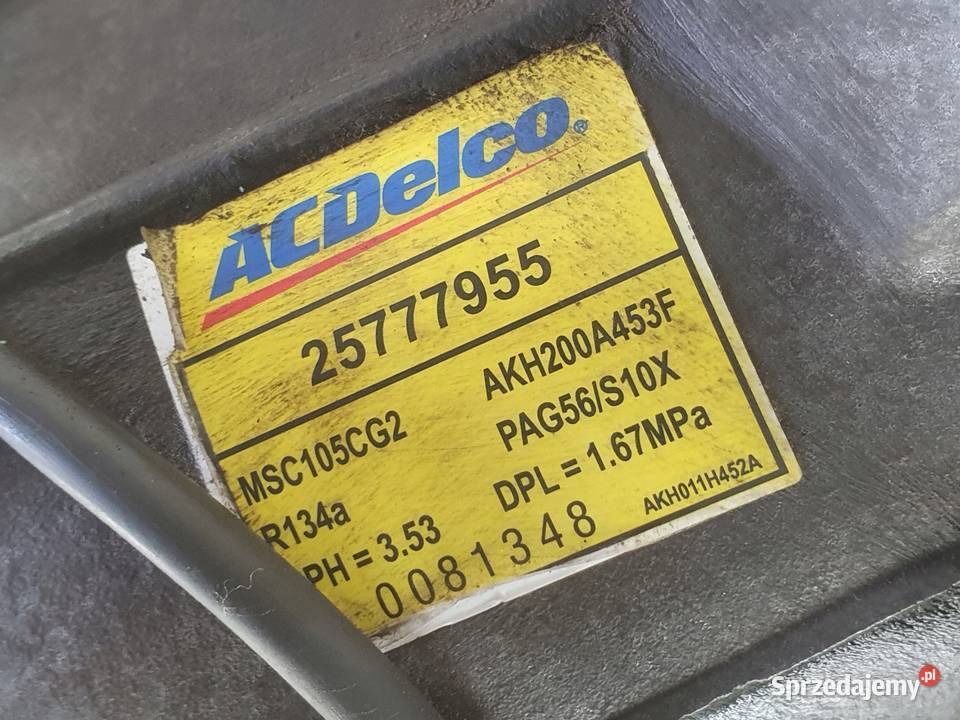 ACDelco®
25777955
MSC105CG2 AKH200A453F
R134a PAG56/S10X
PH = 3.53 DPL = 1.67MPa
0081348 AKH011H452A
Sprzedajemy.pl